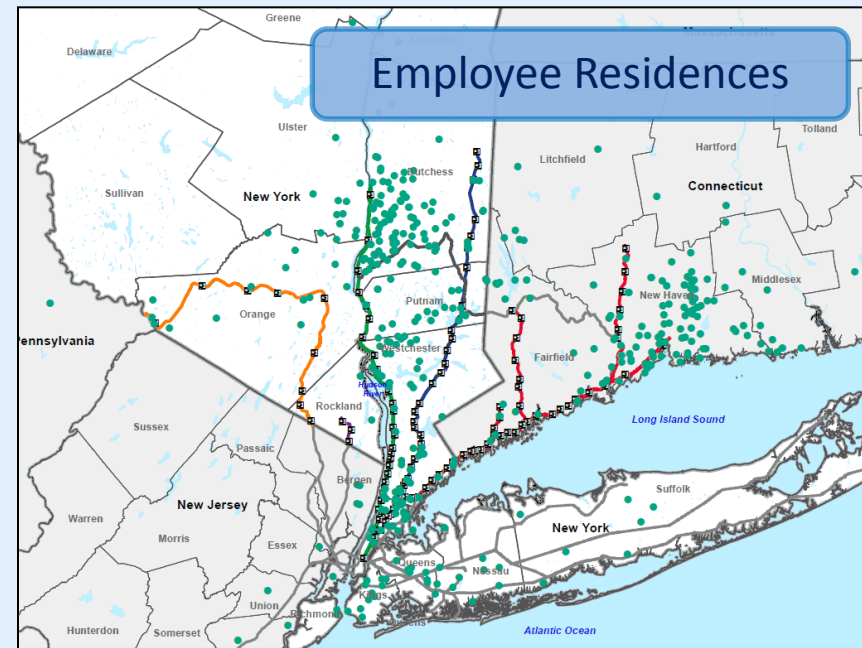 Greene
Employee Residences
Delaware
Ulster
Tolland
Hartford
Litchfield
Dutchess
Connecticut
Sullivan
New York
Middlesex
New Haven
Putnam
Orange
Pennsylvania
Westchester
Fairfield
Hudson
River
Rockland
Long Island Sound
Sussex
Passaic
Bergen
Suffolk
New Jersey
Warren
New York
Morris
Essex
Queens
Nassau
Kings
Union
Richmond
Queens
Hunterdon
Somerset
Atlantic Ocean